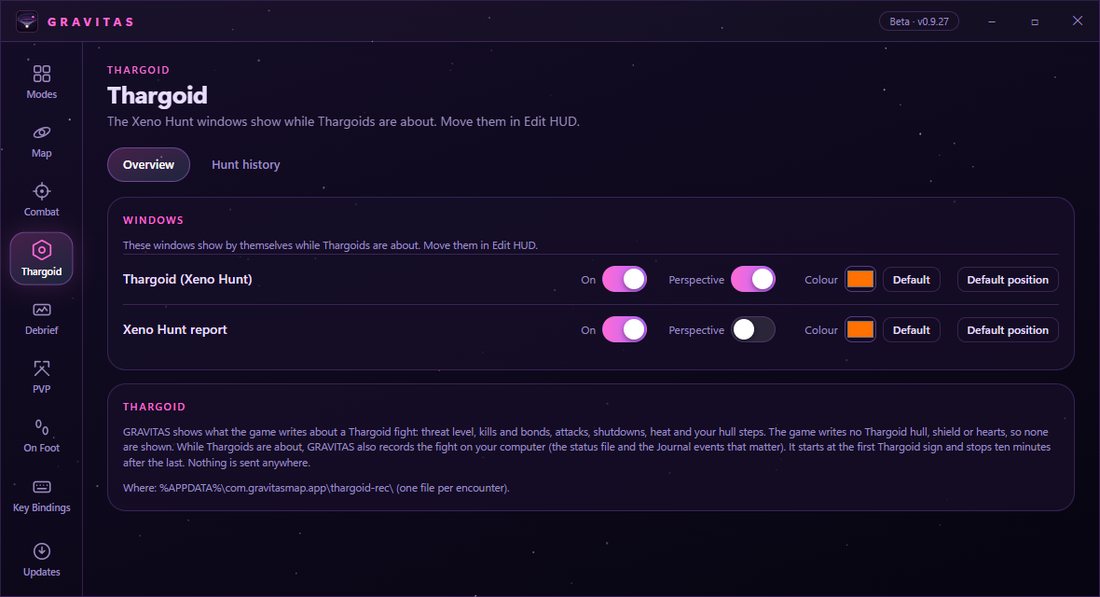 GRAVITAS
Beta · v0.9.27
Modes
Map
Combat
Thargoid
Debrief
PVP
On Foot
Key Bindings
Updates
THARGOID
Thargoid
The Xeno Hunt windows show while Thargoids are about. Move them in Edit HUD.
Overview Hunt history
WINDOWS
These windows show by themselves while Thargoids are about. Move them in Edit HUD.
Thargoid (Xeno Hunt) On Perspective Colour Default Default position
Xeno Hunt report On Perspective Colour Default Default position
THARGOID
GRAVITAS shows what the game writes about a Thargoid fight: threat level, kills and bonds, attacks, shutdowns, heat and your hull steps. The game writes no Thargoid hull, shield or hearts, so none
are shown. While Thargoids are about, GRAVITAS also records the fight on your computer (the status file and the Journal events that matter). It starts at the first Thargoid sign and stops ten minutes
after the last. Nothing is sent anywhere.
Where: %APPDATA%\com.gravitasmap.app\thargoid-rec\ (one file per encounter).